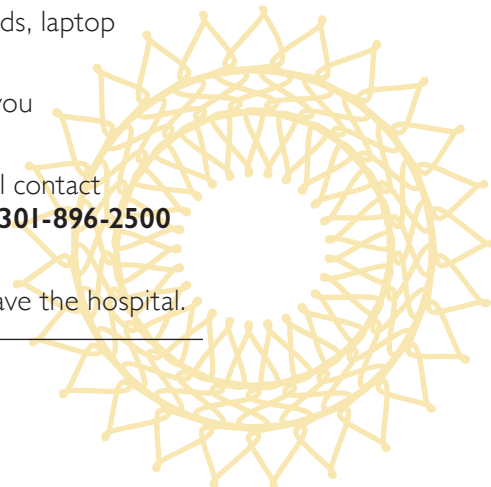 ds, laptop
you
l contact
301-896-2500
ave the hospital.